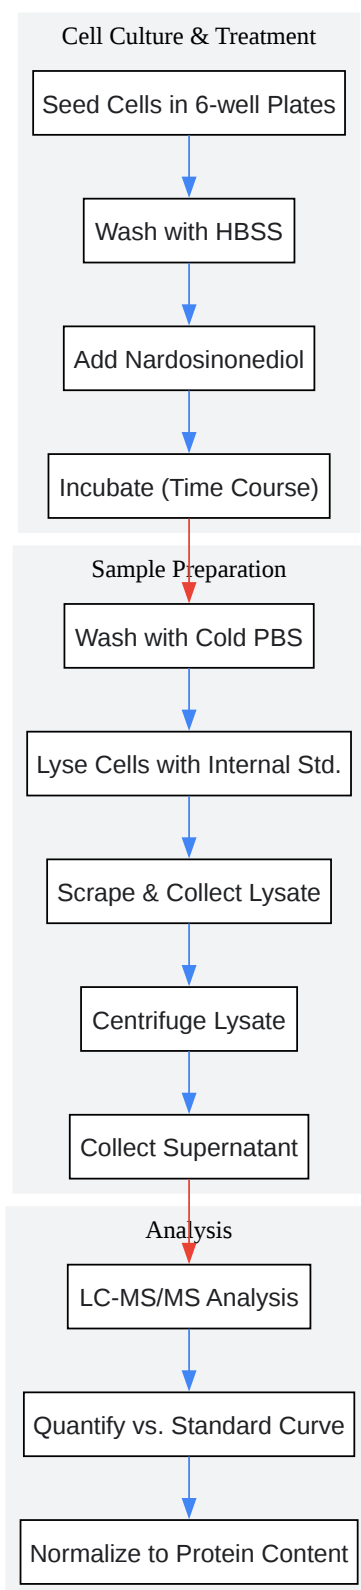 Cell Culture & Treatment
Seed Cells in 6-well Plates
Wash with HBSS
Add Nardosinonediol
Incubate (Time Course)
Sample Preparation
Wash with Cold PBS
Lyse Cells with Internal Std.
Scrape & Collect Lysate
Centrifuge Lysate
Collect Supernatant
Analysis
LC-MS/MS Analysis
Quantify vs. Standard Curve
Normalize to Protein Content